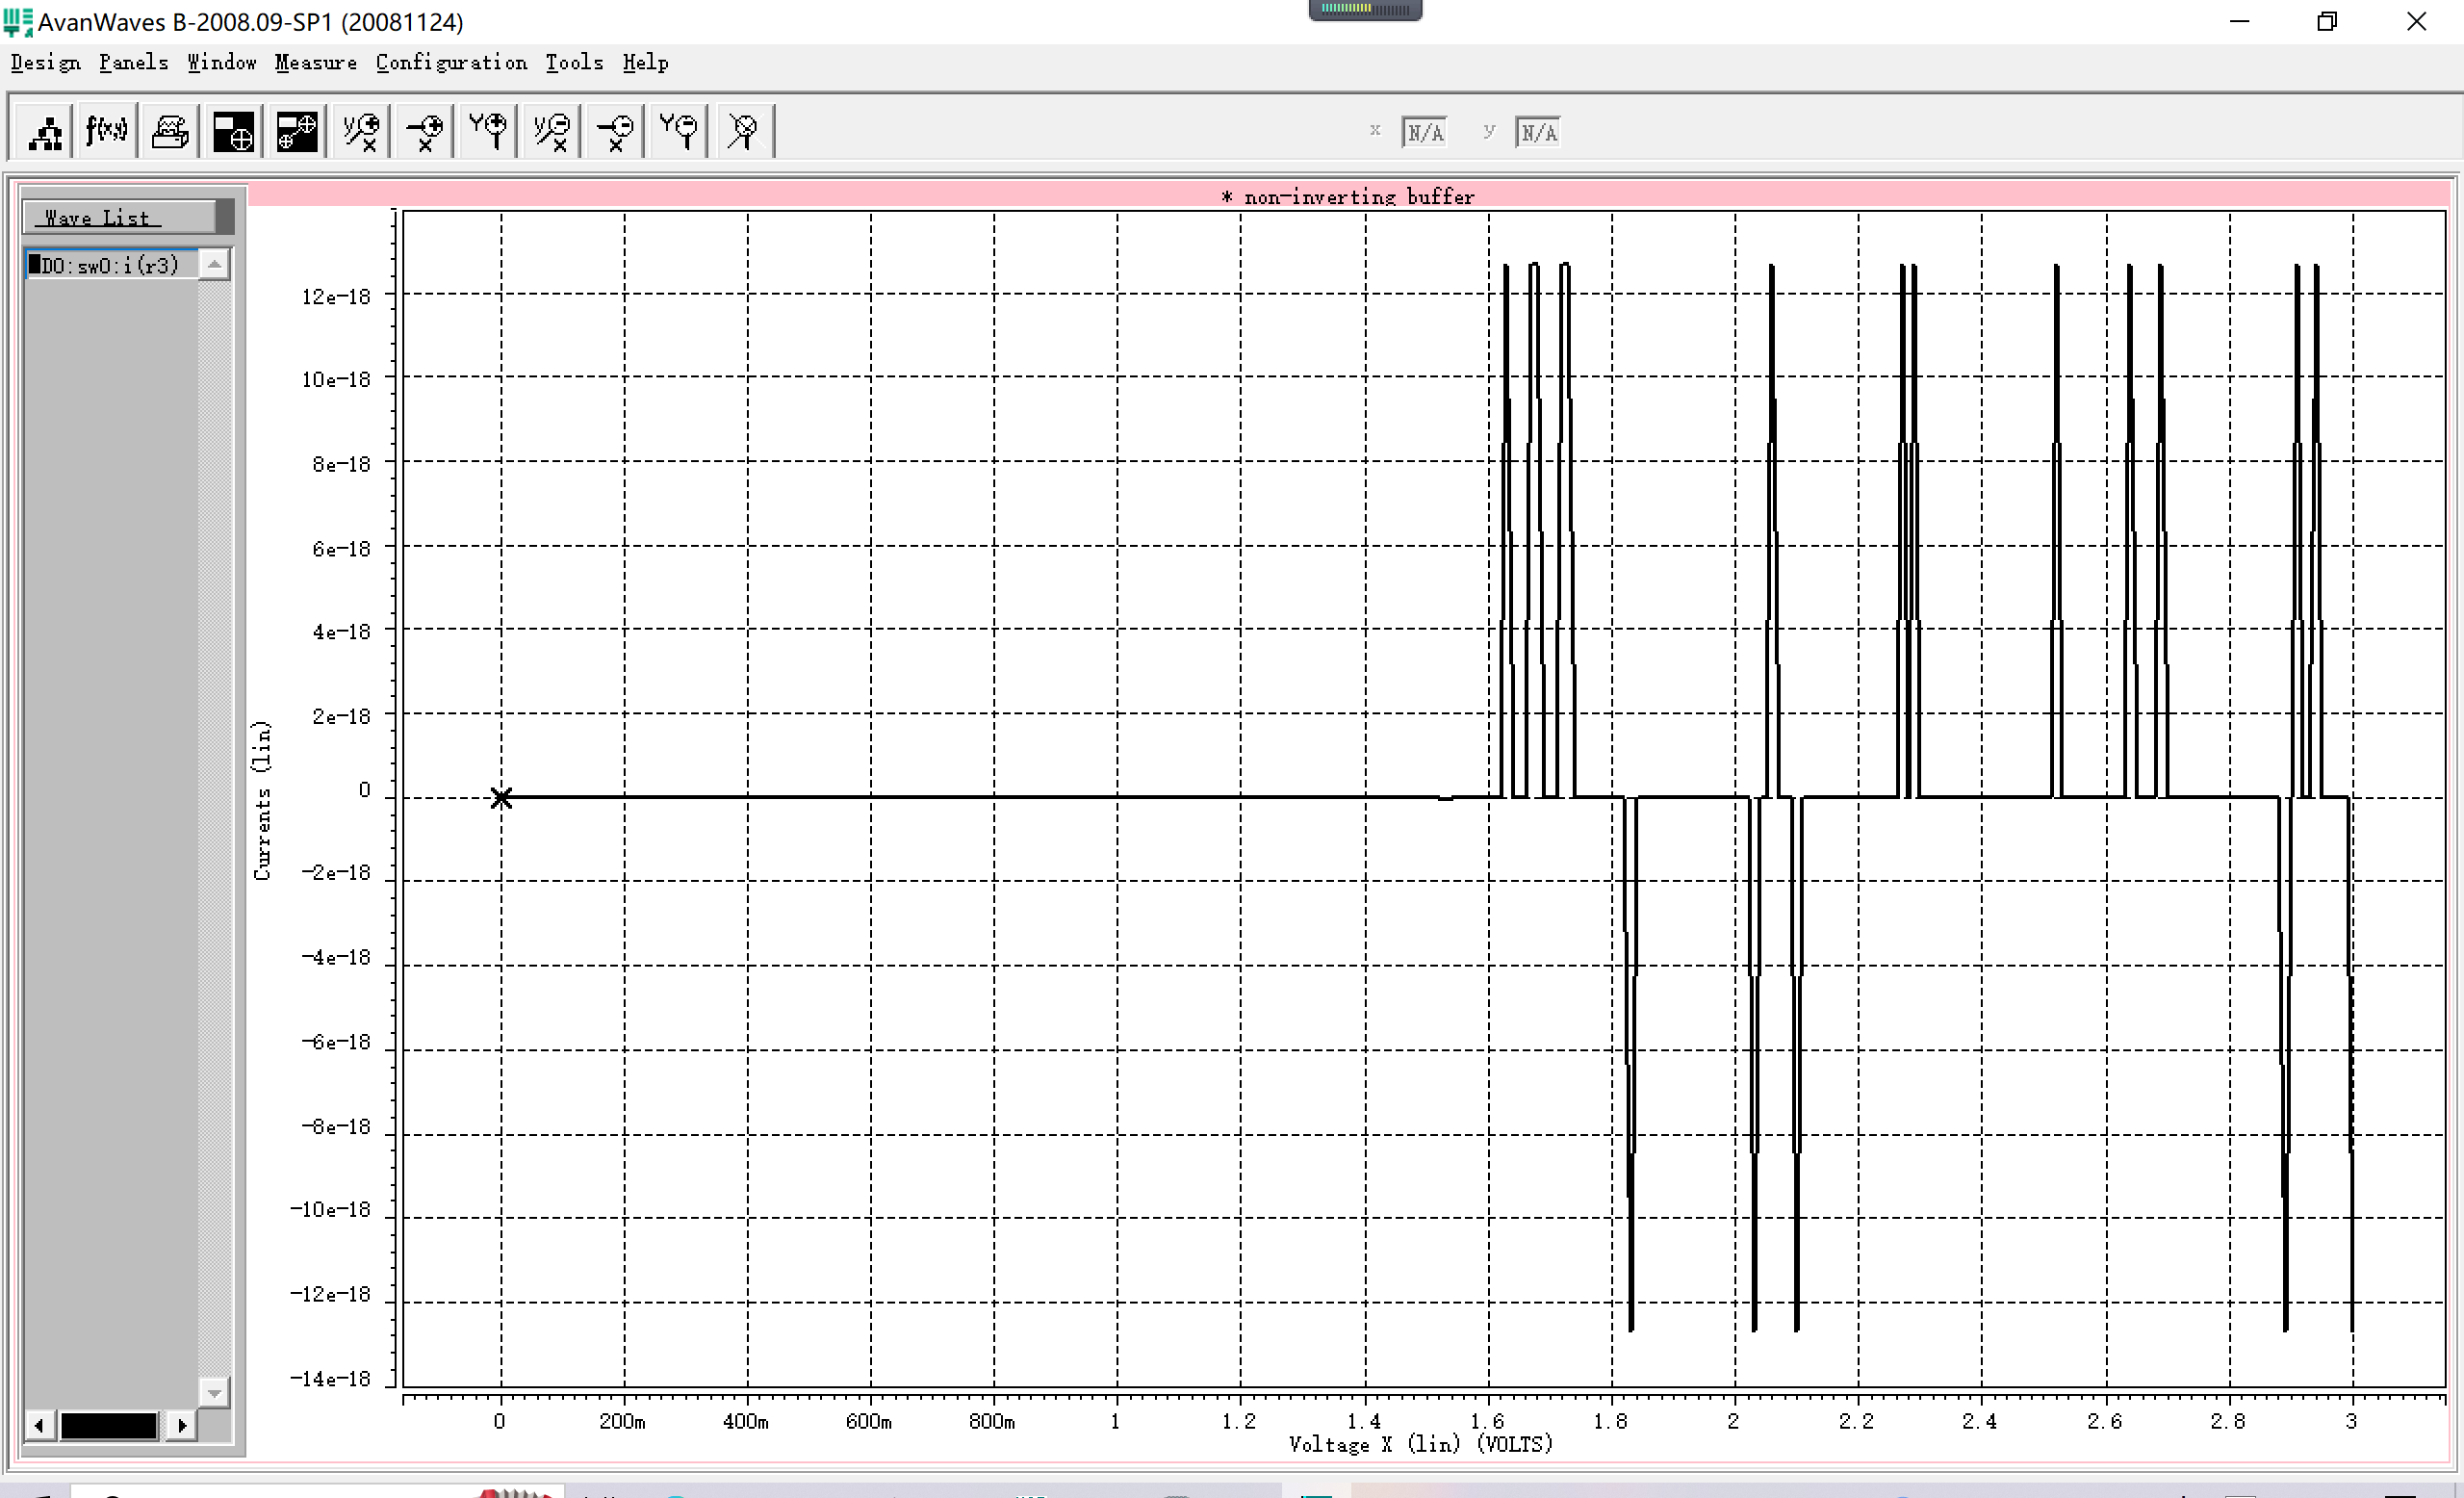 AvanWaves B-2008.09-SP1 (20081124)
Design Panels Window Measure Configuration Tools Help
f(x,y)
x N/A y N/A
* non-inverting buffer
Wave List
D0:sw0:i(r3)
12e-18
10e-18
8e-18
6e-18
4e-18
2e-18
0
-2e-18
-4e-18
-6e-18
-8e-18
-10e-18
-12e-18
-14e-18
Currents (lin)
0 200m 400m 600m 800m 1 1.2 1.4 1.6 1.8 2 2.2 2.4 2.6 2.8 3
Voltage X (lin) (VOLTS)